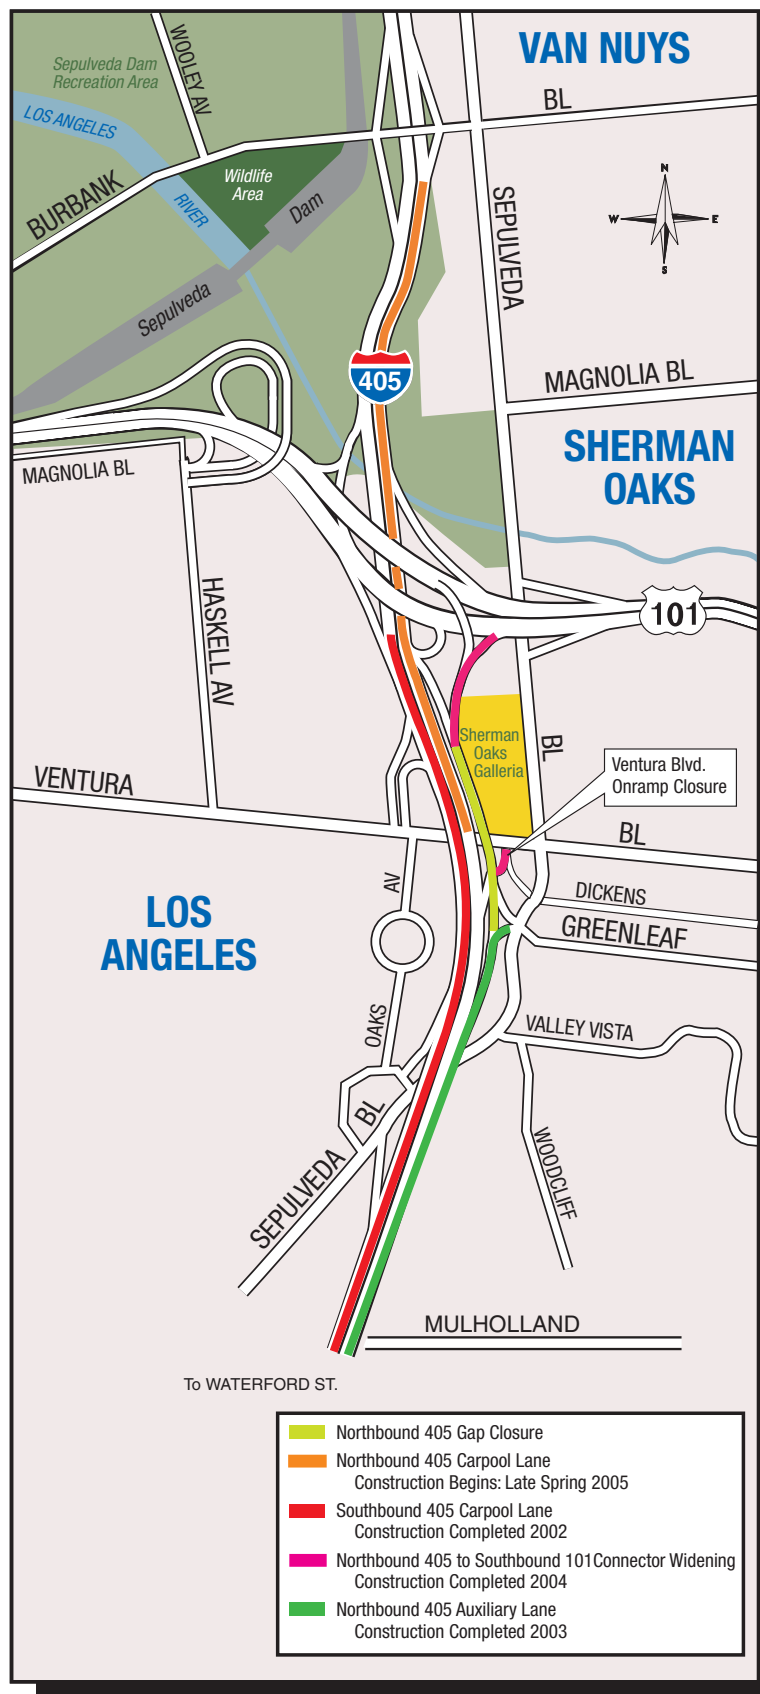 VAN NUYS
WOOLEY AV
Sepulveda Dam
Recreation Area
BL
LOS ANGELES
RIVER
BURBANK
Wildlife
Area
Dam
Sepulveda
SEPULVEDA
N
W
E
S
405
MAGNOLIA BL
SHERMAN
OAKS
MAGNOLIA BL
HASKELL AV
101
Sherman
Oaks
Galleria
BL
Ventura Blvd.
Onramp Closure
VENTURA
BL
AV
DICKENS
LOS
ANGELES
GREENLEAF
OAKS
VALLEY VISTA
BL
SEPULVEDA
WOODCLIFF
MULHOLLAND
To WATERFORD ST.
Northbound 405 Gap Closure
Northbound 405 Carpool Lane
Construction Begins: Late Spring 2005
Southbound 405 Carpool Lane
Construction Completed 2002
Northbound 405 to Southbound 101Connector Widening
Construction Completed 2004
Northbound 405 Auxiliary Lane
Construction Completed 2003